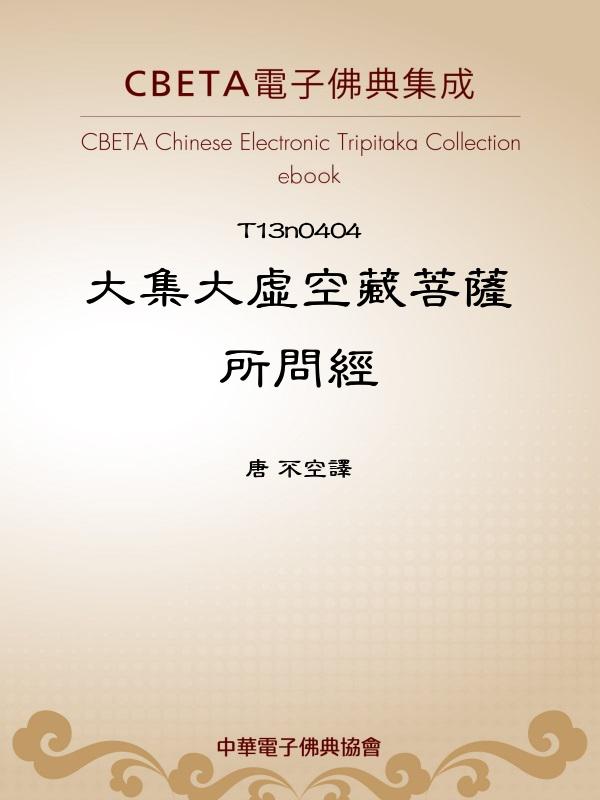 CBETA電子佛典集成
CBETA Chinese Electronic Tripitaka Collection
ebook
T13n0404
大集大虛空藏菩薩
所問經
唐 不空譯
中華電子佛典協會